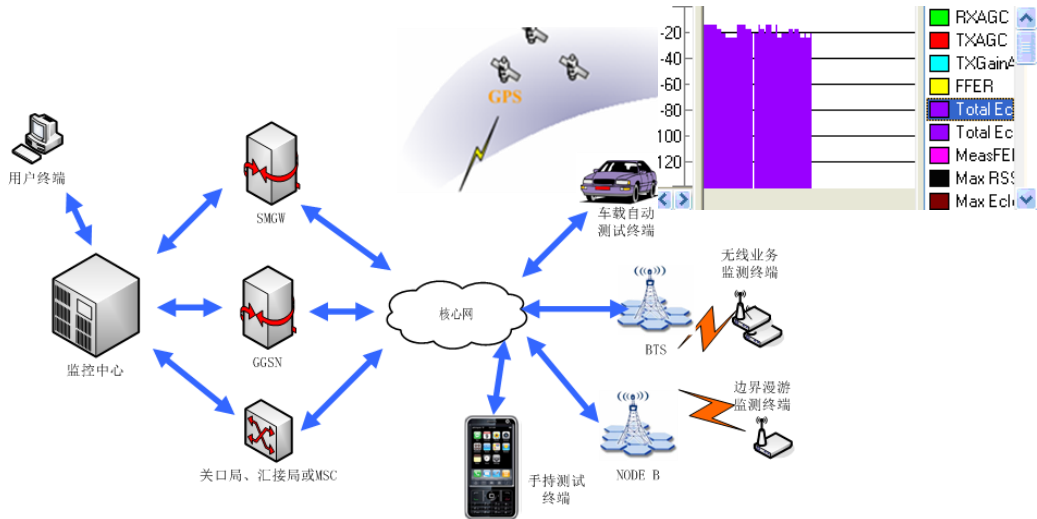 GPS
-20
-40
-60
-80
100
120
RXAGC
TXAGC
TXGainA
FFER
Total Ec
Total Ec
MeasFEI
Max RSS
Max EcI
用户终端
SMGW
车载自动
测试终端
无线业务
监测终端
核心网
监控中心
GGSN
BTS
边界漫游
监测终端
关口局、汇接局或MSC
手持测试
终端
NODE B